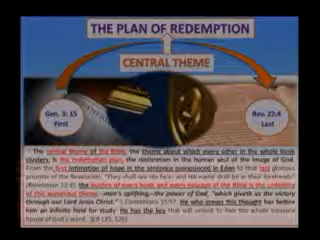 THE PLAN OF REDEMPTION
CENTRAL THEME
Gen. 3: 15
First
Rev. 22:4
Last
"The central theme of the Bible, the theme about which every other in the whole book
clusters, is the redemption plan, the restoration in the human soul of the image of God.
From the first intimation of hope in the sentence pronounced in Eden to that last glorious
promise of the Revelation, "They shall see His face; and His name shall be in their foreheads"
(Revelation 22:4), the burden of every book and every passage of the Bible is the unfolding
of this wondrous theme,--man's uplifting,--the power of God, "which giveth us the victory
through our Lord Jesus Christ." 1 Corinthians 15:57. He who grasps this thought has before
him an infinite field for study. He has the key that will unlock to him the whole treasure
house of God's word.